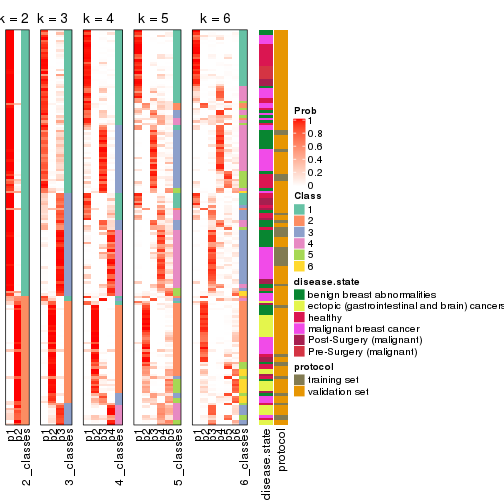 k = 2
k = 3
k = 4
k = 5
k = 6
p1
p2
2_classes
p1
p2
p3
3_classes
p1
p2
p3
p4
4_classes
p1
p2
p3
p4
p5
5_classes
p1
p2
p3
p4
p5
p6
6_classes
disease.state
protocol
Prob
1
0.8
0.6
0.4
0.2
0
Class
1
2
3
4
5
6
disease.state
benign breast abnormalities
ectopic (gastrointestinal and brain) cancers
healthy
malignant breast cancer
Post-Surgery (malignant)
Pre-Surgery (malignant)
protocol
training set
validation set